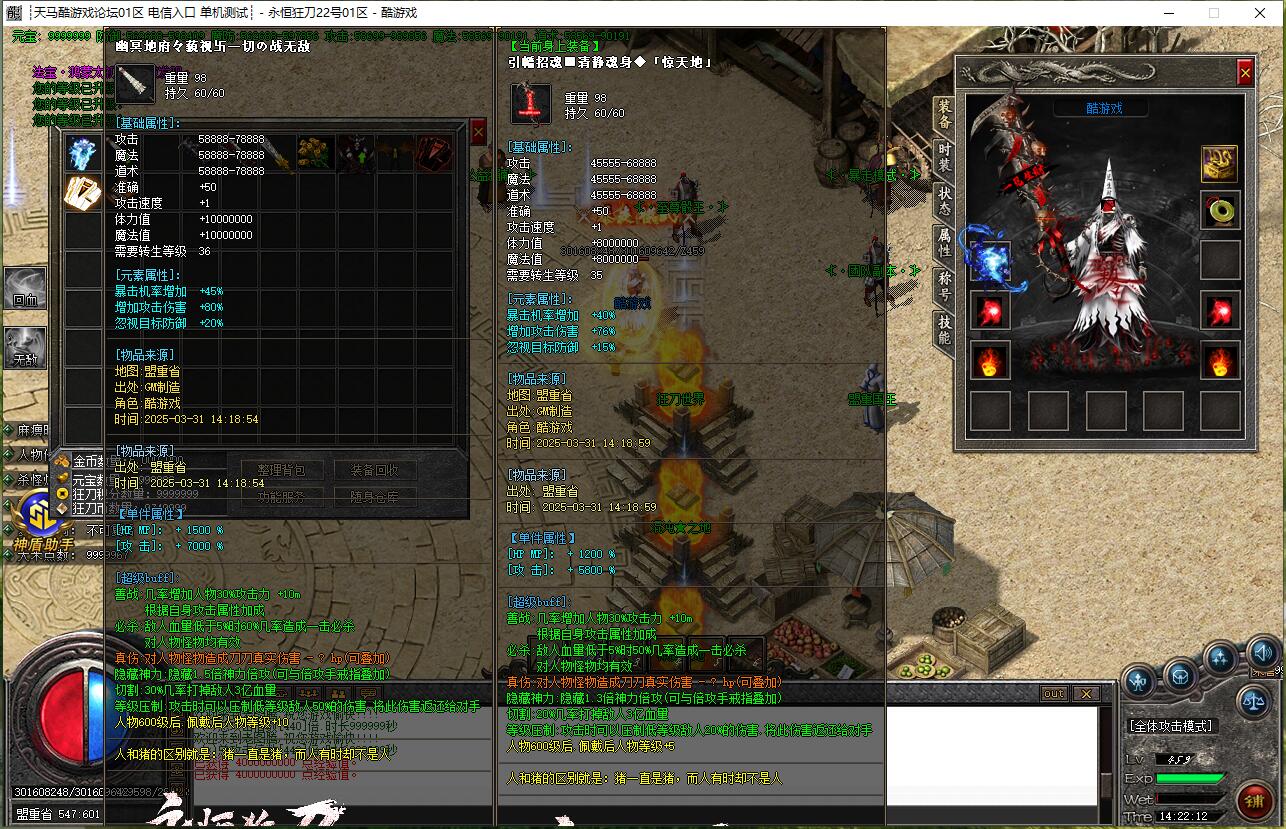 天马酷游戏论坛01区 电信入口 单机测试 - 永恒狂刀22号01区 - 酷游戏
元宝: 9999999
幽冥地府々藐视卐一切の战无敌
重量 98
持久 60/60
[基础属性]:
攻击 58888-78888
魔法 58888-78888
道术 58888-78888
准确 +50
攻击速度 +1
体力值 +10000000
魔法值 +10000000
需要转生等级 36
[元素属性]:
暴击机率增加 +45%
增加攻击伤害 +80%
忽视目标防御 +20%
[物品来源]
地图:盟重省
出处:GM制造
角色:酷游戏
时间:2025-03-31 14:18:54
[物品来源]
出处: 盟重省
时间: 2025-03-31 14:18:54
【单件属性】
[HP MP]: + 1500 %
[攻 击]: + 7000 %
[超级buff]:
善战:几率增加人物30%攻击力 +10m
根据自身攻击属性加成
必杀:敌人血量低于5%时60%几率造成一击必杀
对人物怪物均有效
真伤:对人物怪物造成刀刀真实伤害 - ? hp(可叠加)
隐藏神力:隐藏1.5倍神力倍攻(可与倍攻手戒指叠加)
切割:30%几率打掉敌人3亿血量
等级压制:攻击时可以压制低等级敌人50%的伤害,将此伤害返还给对手
人物600级后,佩戴后人物等级+10
人和猪的区别就是：猪一直是猪，而人有时却不是人
【当前身上装备】
引幡招魂■清静魂身◆「惊天地」
重量 98
持久 60/60
[基础属性]:
攻击 45555-68888
魔法 45555-68888
道术 45555-68888
准确 +50
攻击速度 +1
体力值 +8000000
魔法值 +8000000
需要转生等级 35
[元素属性]:
暴击机率增加 +40%
增加攻击伤害 +76%
忽视目标防御 +15%
[物品来源]
地图:盟重省
出处:GM制造
角色:酷游戏
时间:2025-03-31 14:18:59
[物品来源]
出处: 盟重省
时间: 2025-03-31 14:18:59
【单件属性】
[HP MP]: + 1200 %
[攻 击]: + 5800 %
[超级buff]:
善战:几率增加人物30%攻击力 +10m
根据自身攻击属性加成
必杀:敌人血量低于5%时50%几率造成一击必杀
对人物怪物均有效
真伤:对人物怪物造成刀刀真实伤害 - ? hp(可叠加)
隐藏神力:隐藏1.3倍神力倍攻(可与倍攻手戒指叠加)
切割:20%几率打掉敌人3亿血量
等级压制:攻击时可以压制低等级敌人20%的伤害,将此伤害返还给对手
人物600级后,佩戴后人物等级+5
人和猪的区别就是：猪一直是猪，而人有时却不是人
整理背包
装备回收
功能服务
随身仓库
回血
无敌
神盾助手
酷游戏
狂刀世界
盟重国王
团队副本
酷游戏
装备
时装
状态
属性
称号
技能
已获得 4000000000 点经验值。
out
[全体攻击模式]
Lv 459
Exp
Wet
Time 14:22:12
盟重省 547:601